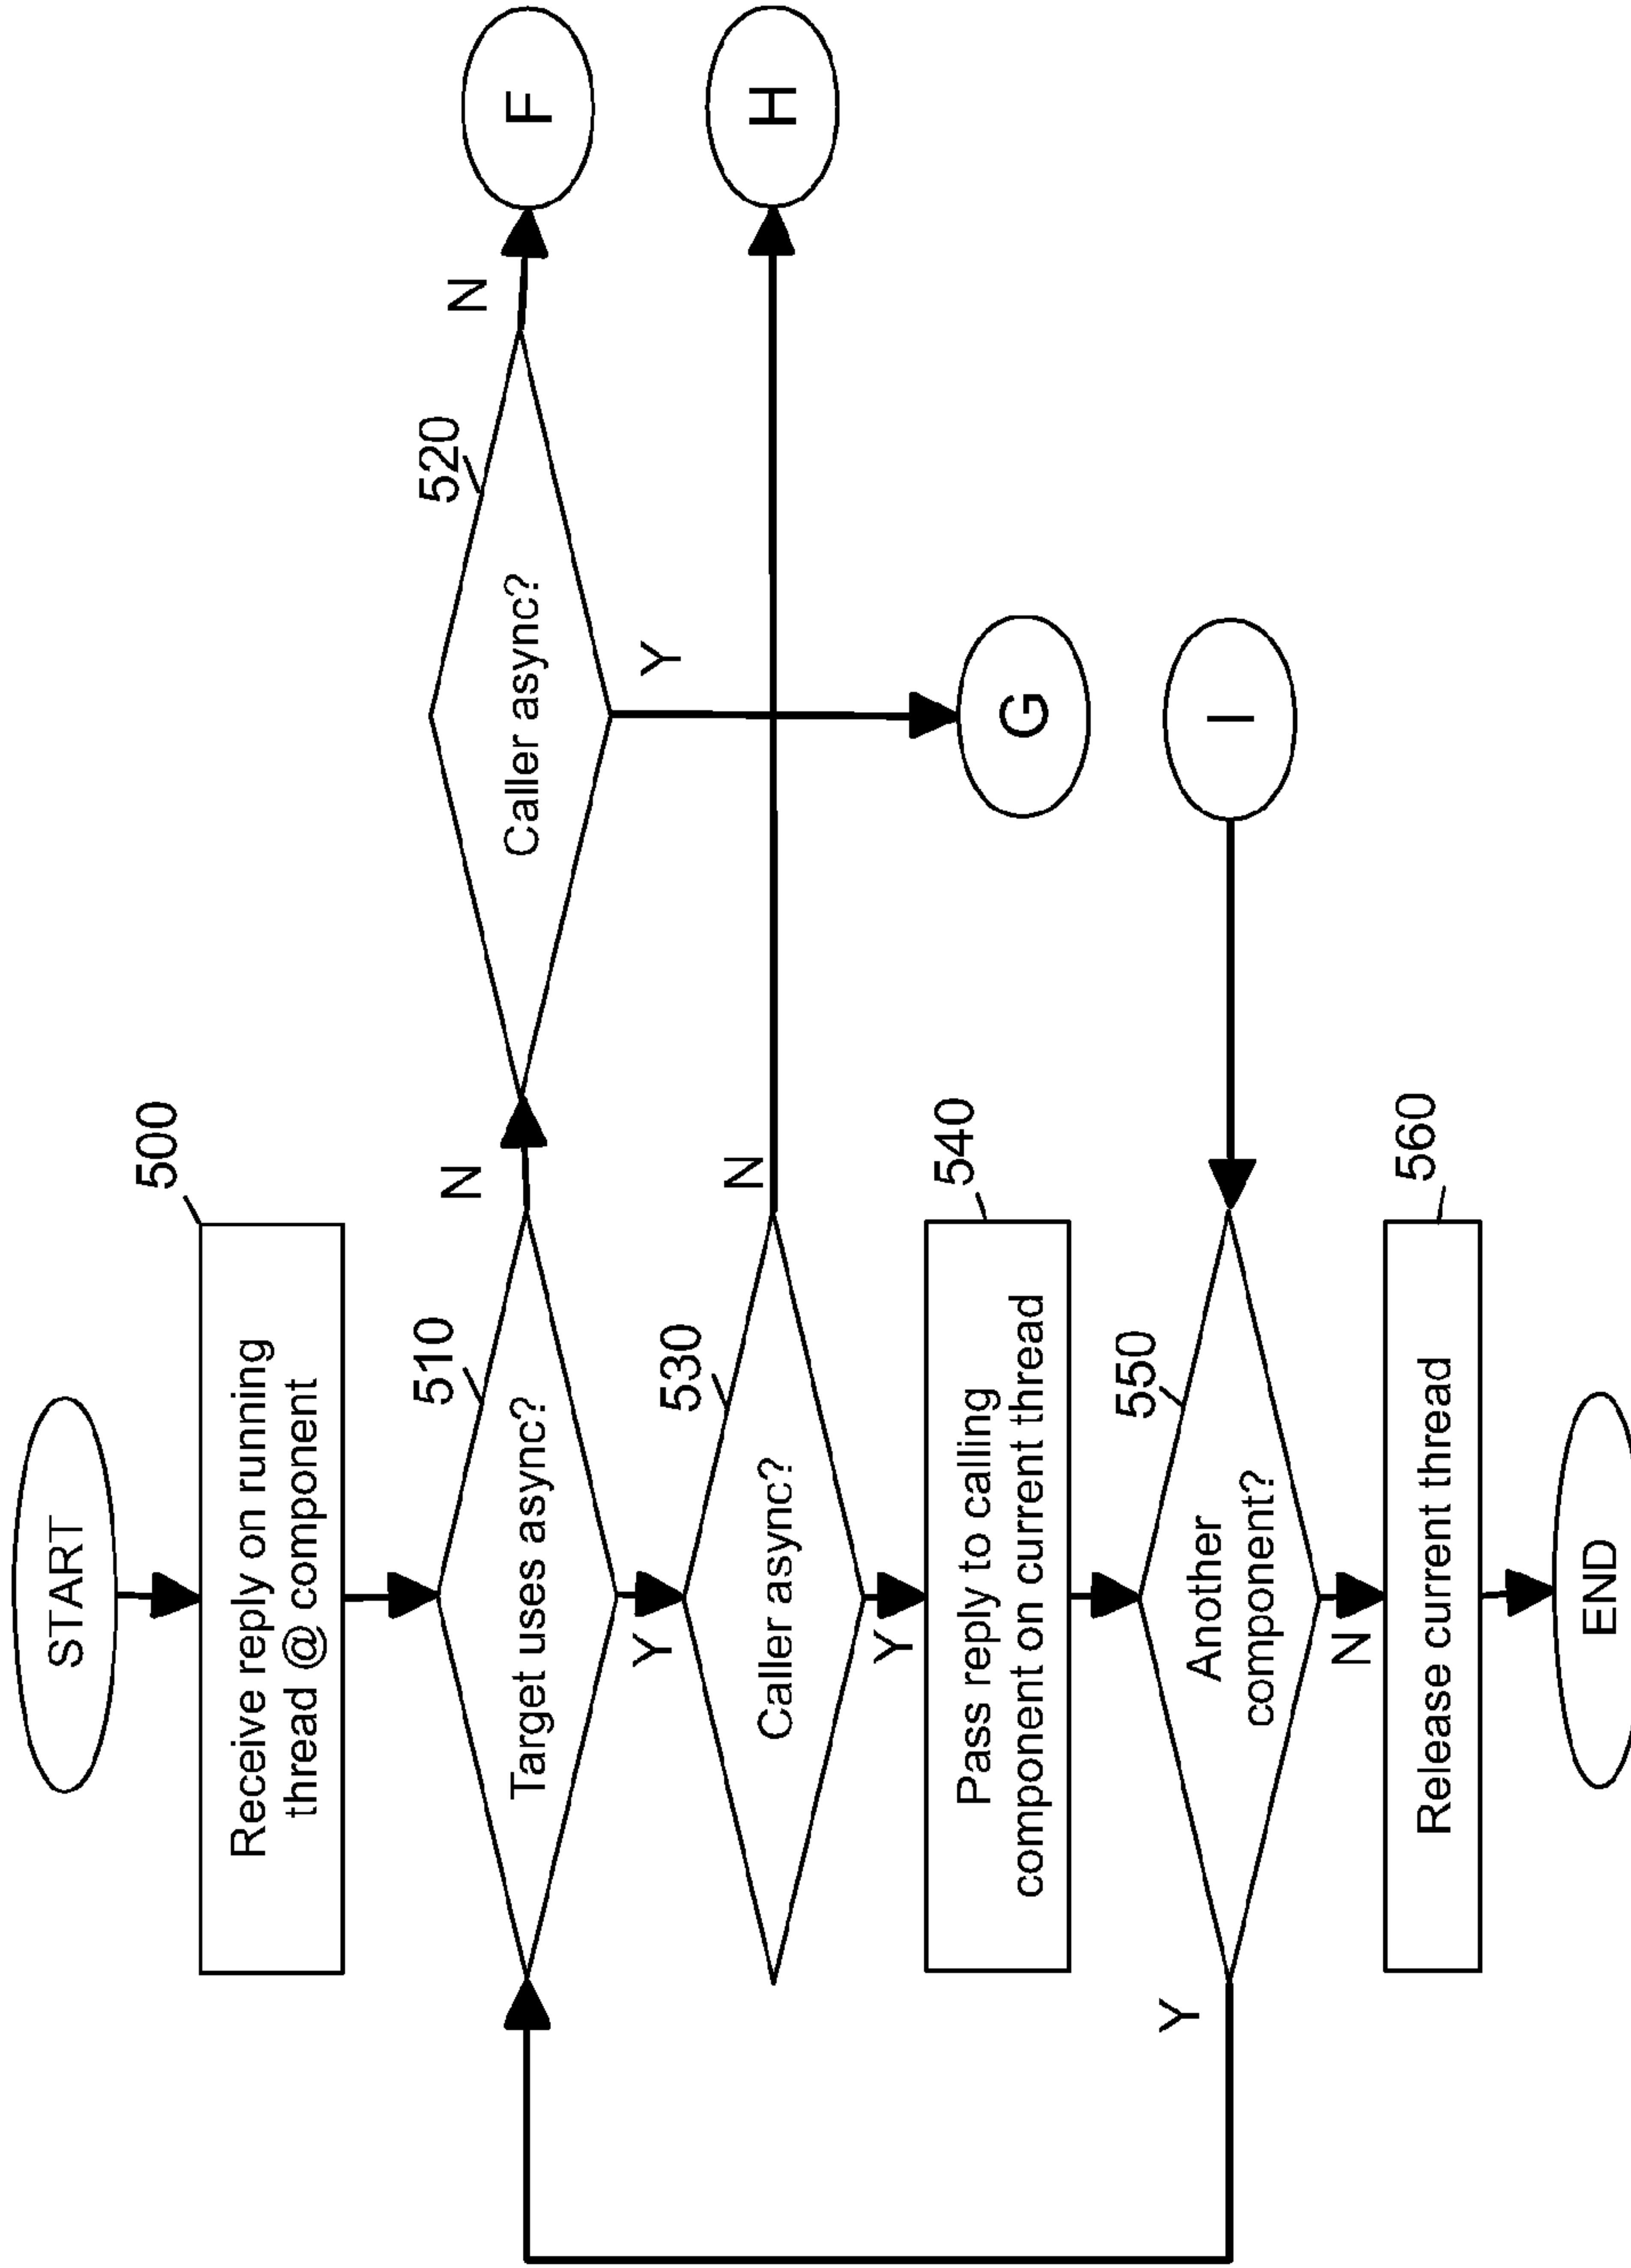 START
500
Receive reply on running
thread @ component
510
Target uses async?
N
520
Caller async?
N
F
Y
Y
530
Caller async?
N
H
Y
G
540
Pass reply to calling
component on current thread
550
Another
component?
I
Y
N
560
Release current thread
END